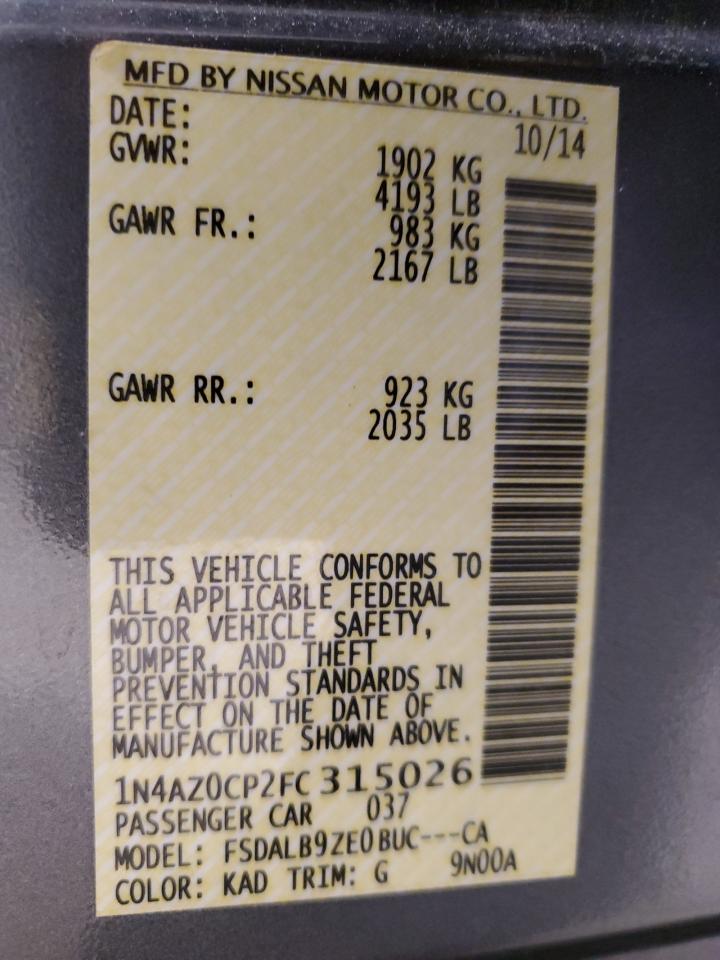 MFD BY NISSAN MOTOR CO., LTD.
DATE: 10/14
GVWR: 1902 KG
4193 LB
GAWR FR.: 983 KG
2167 LB
GAWR RR.: 923 KG
2035 LB
THIS VEHICLE CONFORMS TO
ALL APPLICABLE FEDERAL
MOTOR VEHICLE SAFETY,
BUMPER, AND THEFT
PREVENTION STANDARDS IN
EFFECT ON THE DATE OF
MANUFACTURE SHOWN ABOVE.
1N4AZ0CP2FC315026
PASSENGER CAR 037
MODEL: FSDALB9ZE0BUC---CA
COLOR: KAD TRIM: G 9N00A